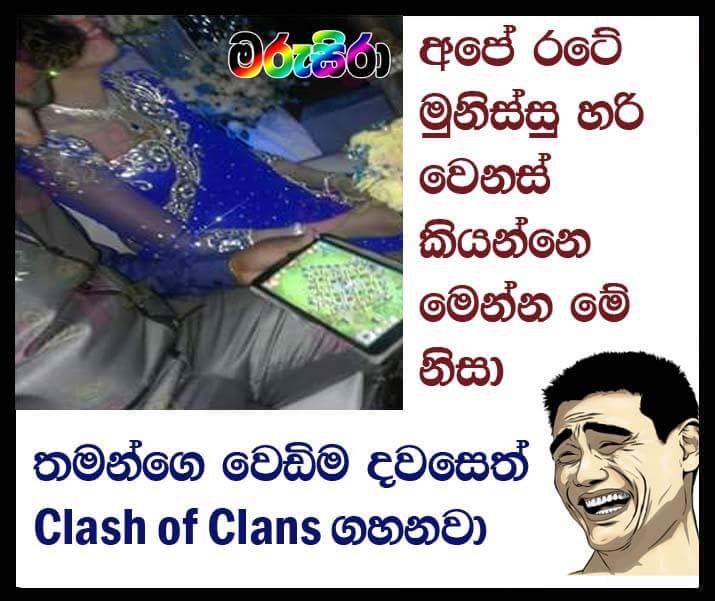 මරුසිරා
අපේ රටේ
මුනිස්සු හරි
වෙනස්
කියන්නෙ
මෙන්න මේ
නිසා
තමන්ගෙ වෙඩිම දවසෙත්
Clash of Clans ගහනවා